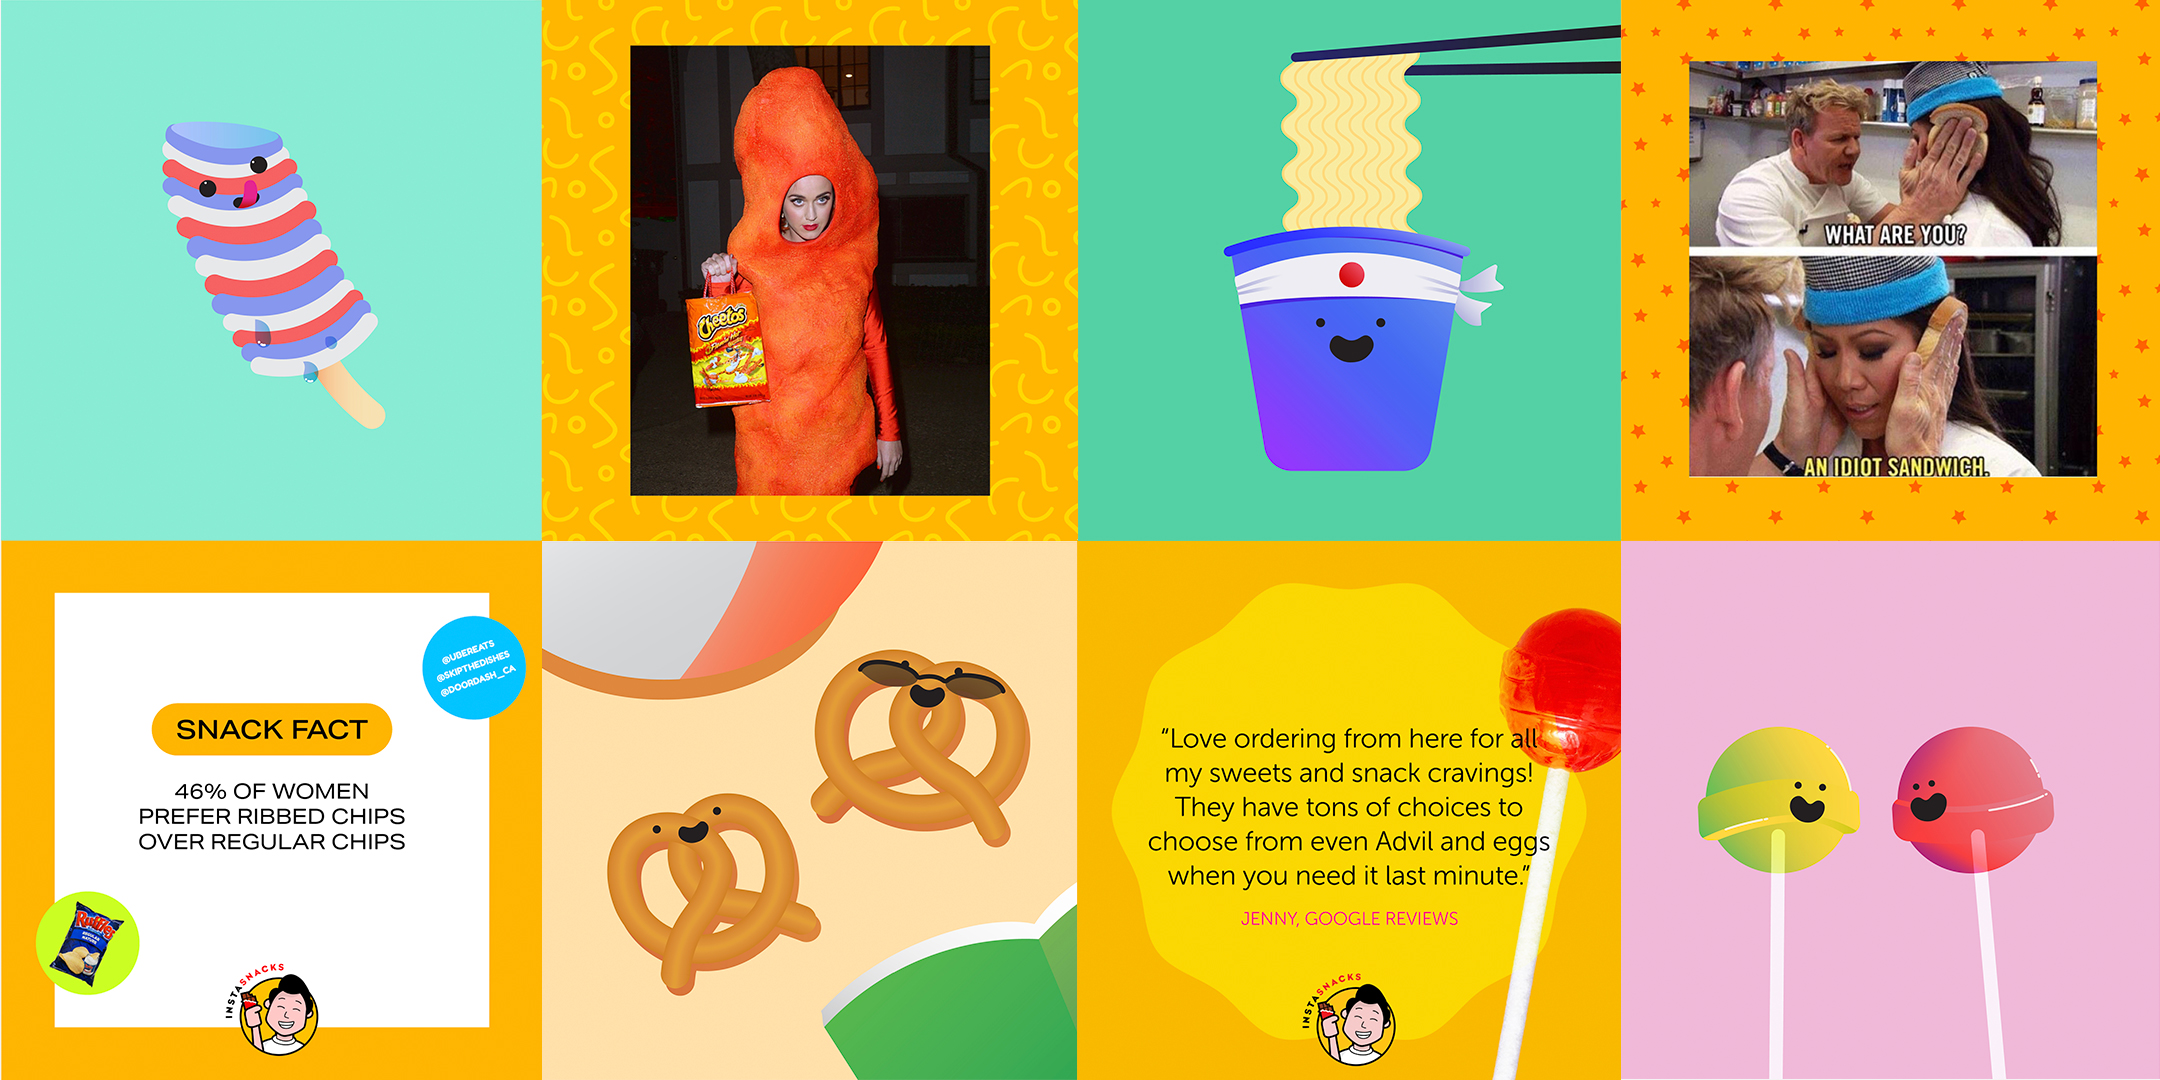 Cheetos
WHAT ARE YOU?
AN IDIOT SANDWICH.
@UBEREATS
@SKIPTHEDISHES
@DOORDASH_CA
SNACK FACT
46% OF WOMEN
PREFER RIBBED CHIPS
OVER REGULAR CHIPS
Ruffles
REGULAR
INSTASNACKS
“Love ordering from here for all
my sweets and snack cravings!
They have tons of choices to
choose from even Advil and eggs
when you need it last minute.”
JENNY, GOOGLE REVIEWS
INSTASNACKS